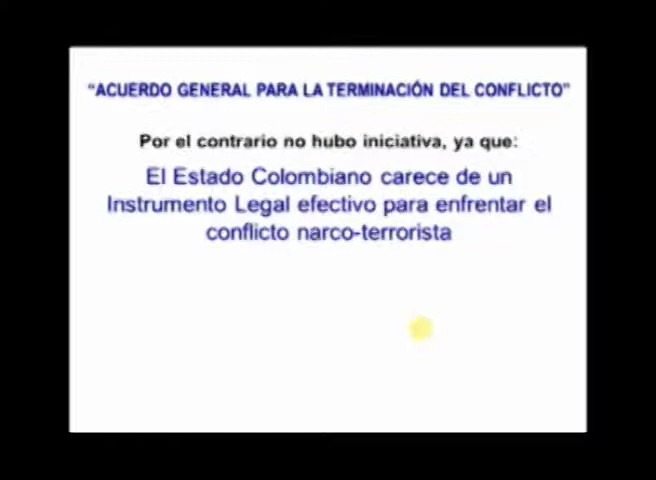 “ACUERDO GENERAL PARA LA TERMINACIÓN DEL CONFLICTO”
Por el contrario no hubo iniciativa, ya que:
El Estado Colombiano carece de un
Instrumento Legal efectivo para enfrentar el
conflicto narco-terrorista